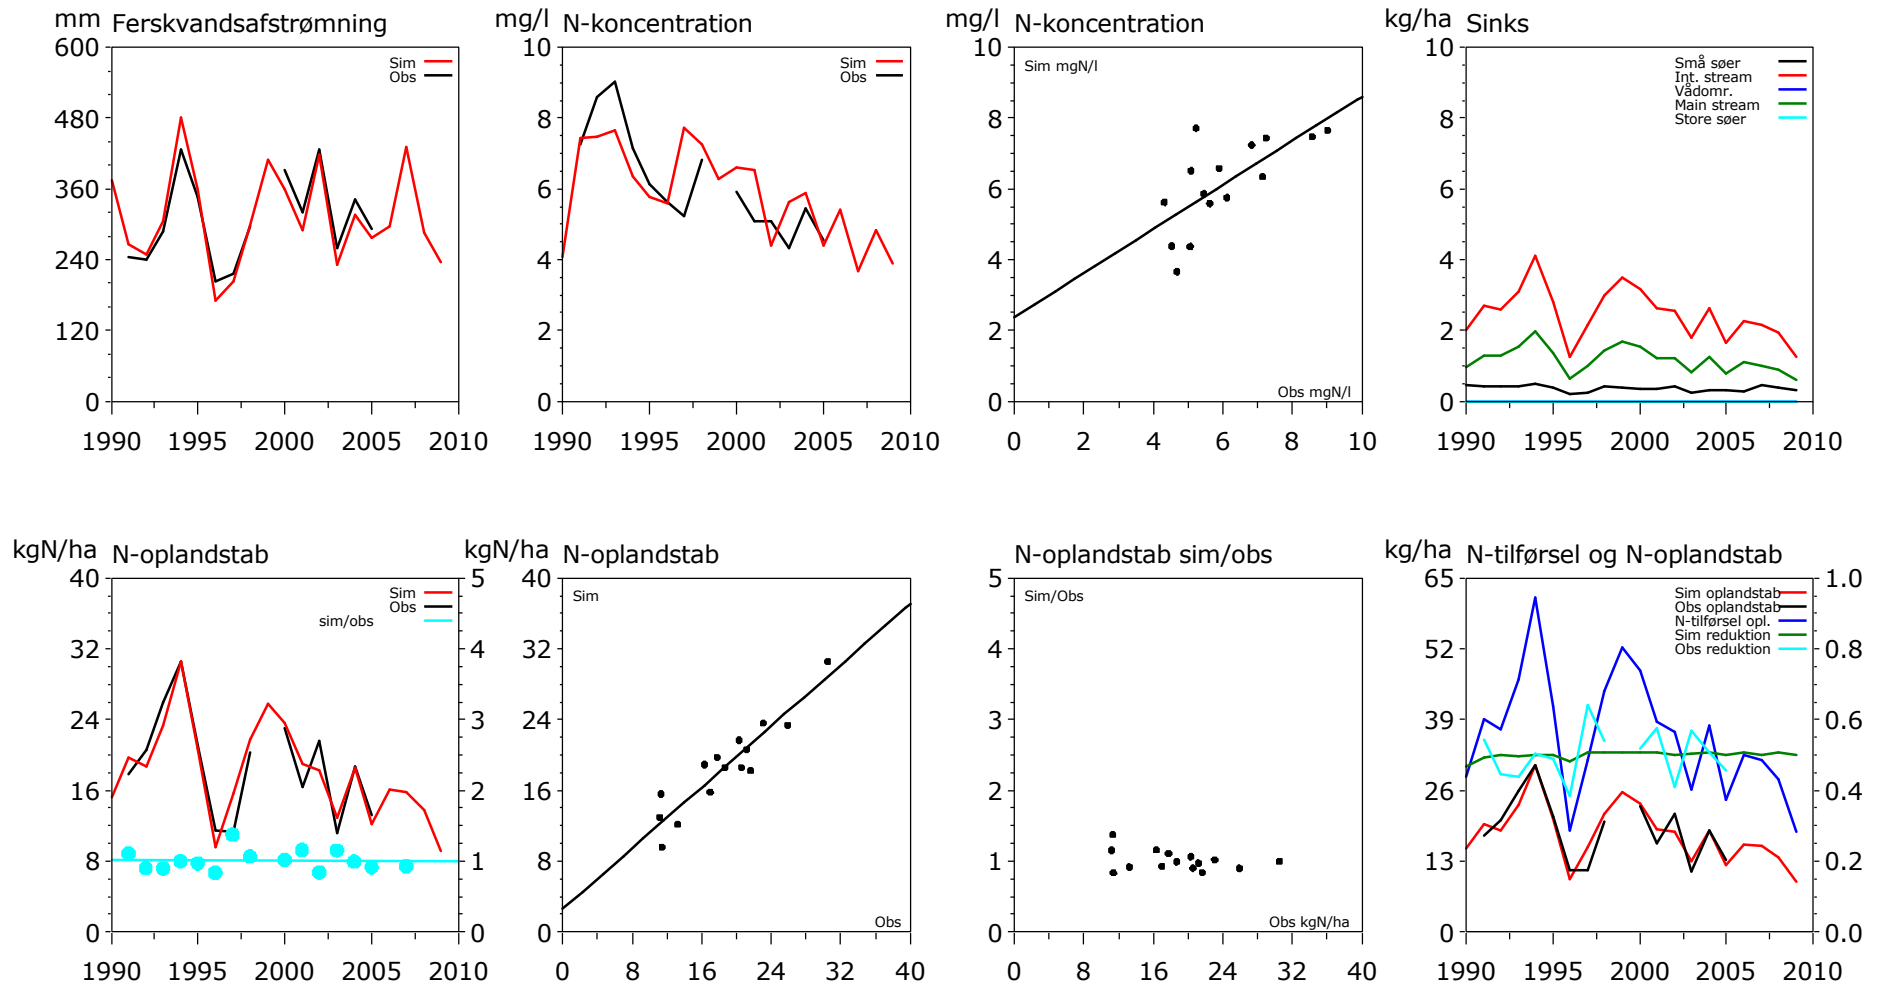 mm Ferskvandsafstrømning
600
480
360
240
120
0
1990 1995 2000 2005 2010
Sim
Obs
mg/l N-koncentration
10
8
6
4
2
0
1990 1995 2000 2005 2010
Sim
Obs
mg/l N-koncentration
10
8
6
4
2
0
0 2 4 6 8 10
Sim mgN/l
Obs mgN/l
kg/ha Sinks
10
8
6
4
2
0
1990 1995 2000 2005 2010
Små søer
Int. stream
Vådomr.
Main stream
Store søer
kgN/ha N-oplandstab
40
32
24
16
8
0
1990 1995 2000 2005 2010
Sim
Obs
sim/obs
5
4
3
2
1
0
kgN/ha N-oplandstab
40
32
24
16
8
0
0 8 16 24 32 40
Sim
Obs
N-oplandstab sim/obs
5
4
3
2
1
0
0 8 16 24 32 40
Sim/Obs
Obs kgN/ha
kg/ha N-tilførsel og N-oplandstab
65
52
39
26
13
0
1990 1995 2000 2005 2010
Sim oplandstab
Obs oplandstab
N-tilførsel opl.
Sim reduktion
Obs reduktion
1.0
0.8
0.6
0.4
0.2
0.0